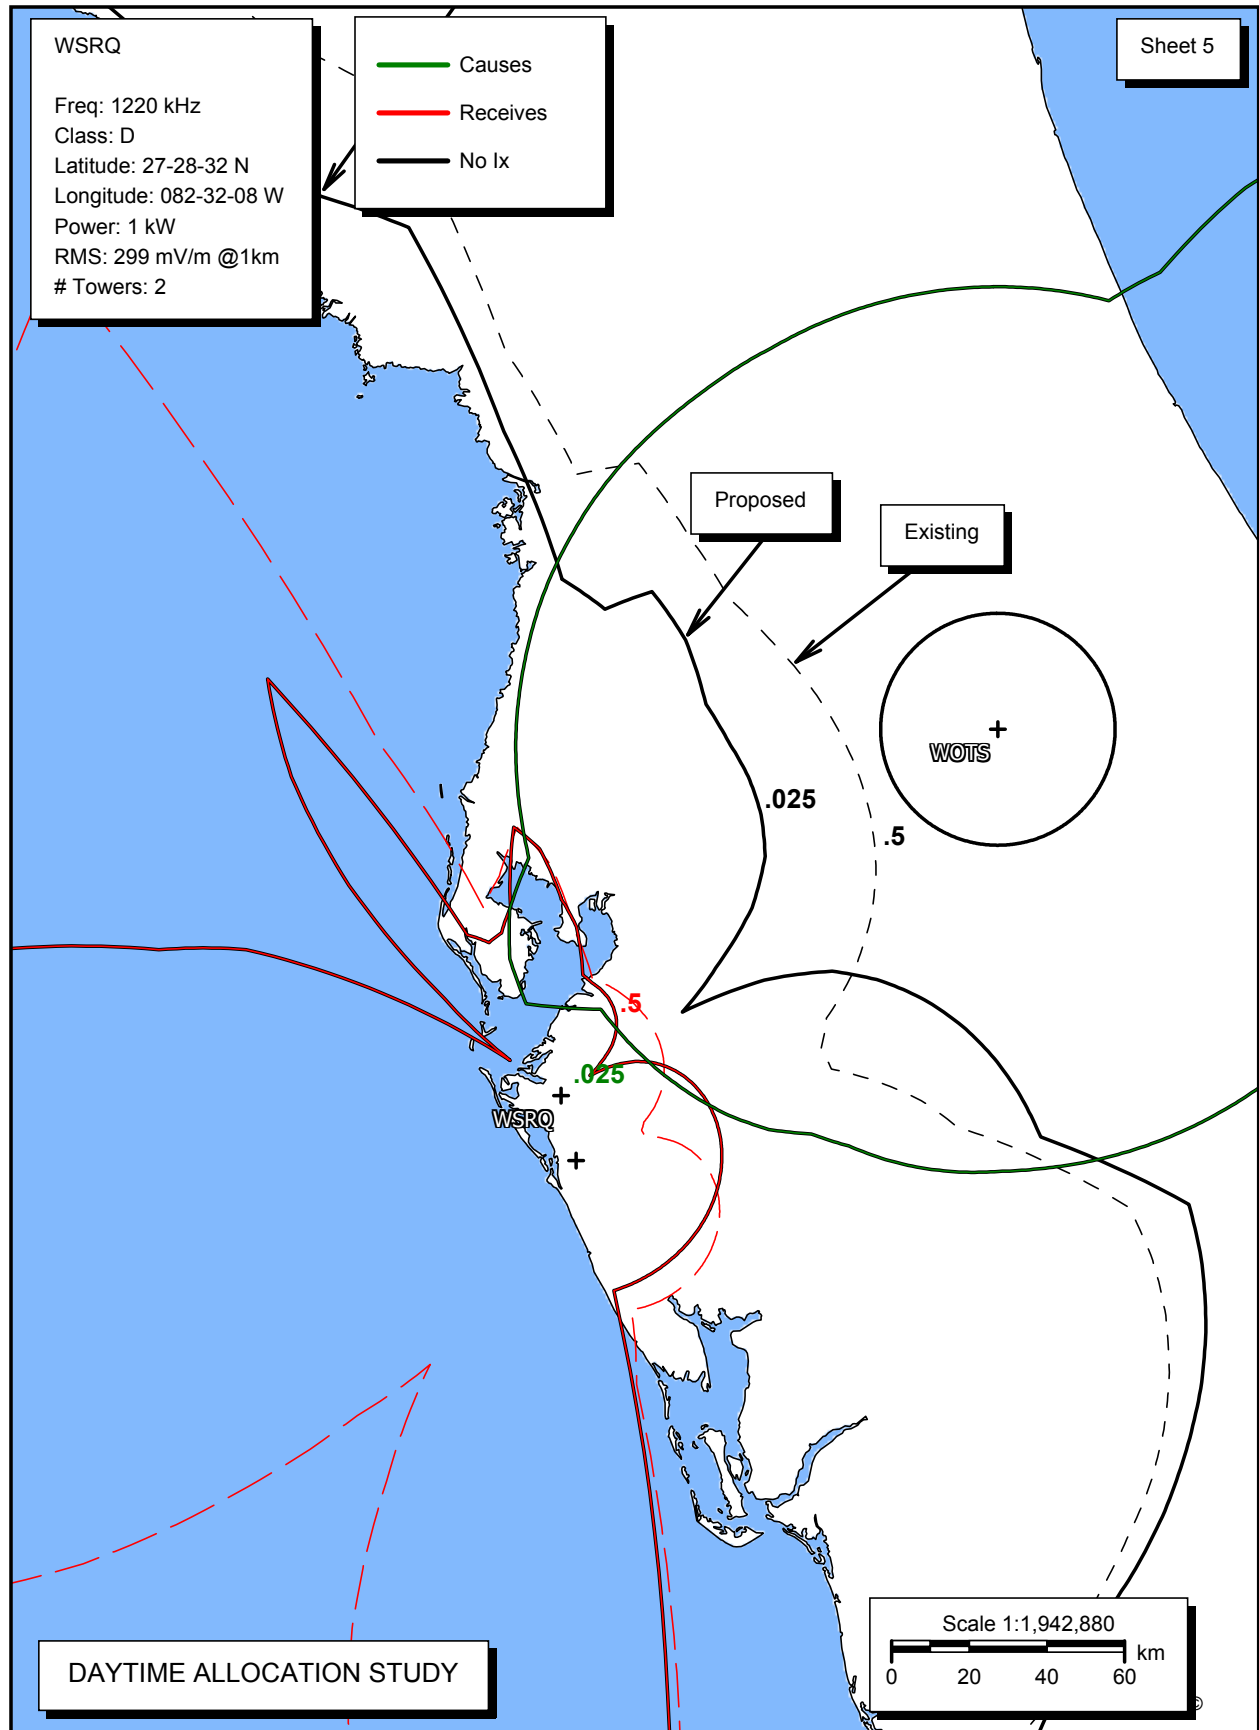 WSRQ
Freq: 1220 kHz
Class: D
Latitude: 27-28-32 N
Longitude: 082-32-08 W
Power: 1 kW
RMS: 299 mV/m @1km
# Towers: 2
Causes
Receives
No Ix
Sheet 5
Proposed
Existing
WOTS
.025
.5
.5
.025
WSRQ
Scale 1:1,942,880
km
0 20 40 60
©
DAYTIME ALLOCATION STUDY